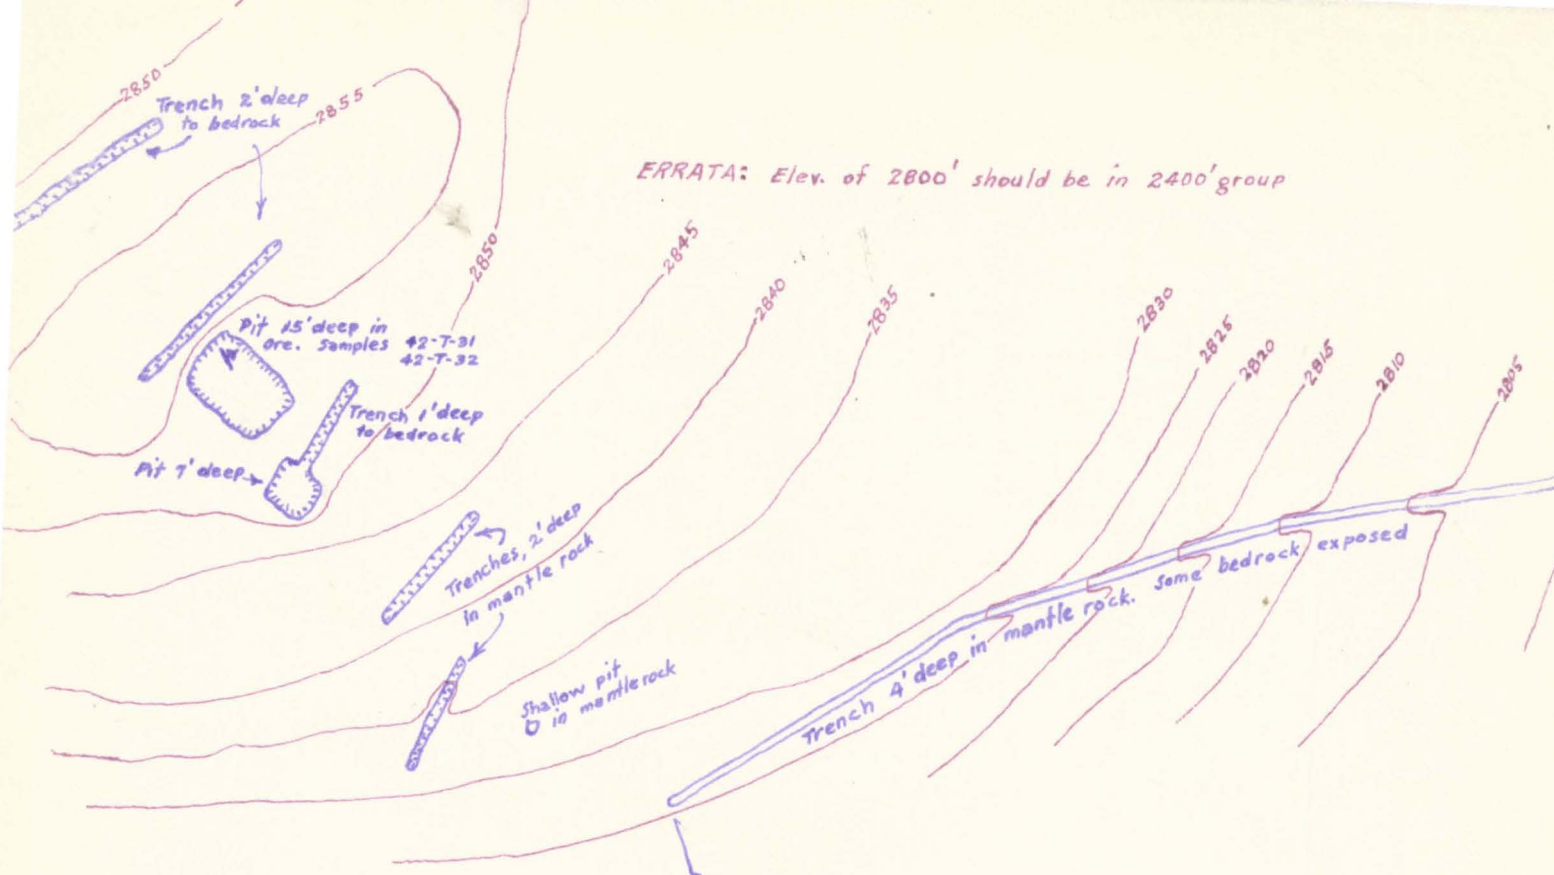 2850
Trench 2' deep
to bedrock
2855
ERRATA: Elev. of 2800' should be in 2400' group
2850
2845
2840
2835
2830
2825
2820
2815
2810
2805
Pit 15' deep in
ore. Samples 42-T-31
42-T-32
Trench 1' deep
to bedrock
Pit 7' deep
Trenches, 2' deep
in mantle rock
Shallow pit
in mantle rock
Trench 4' deep in mantle rock. Some bedrock exposed